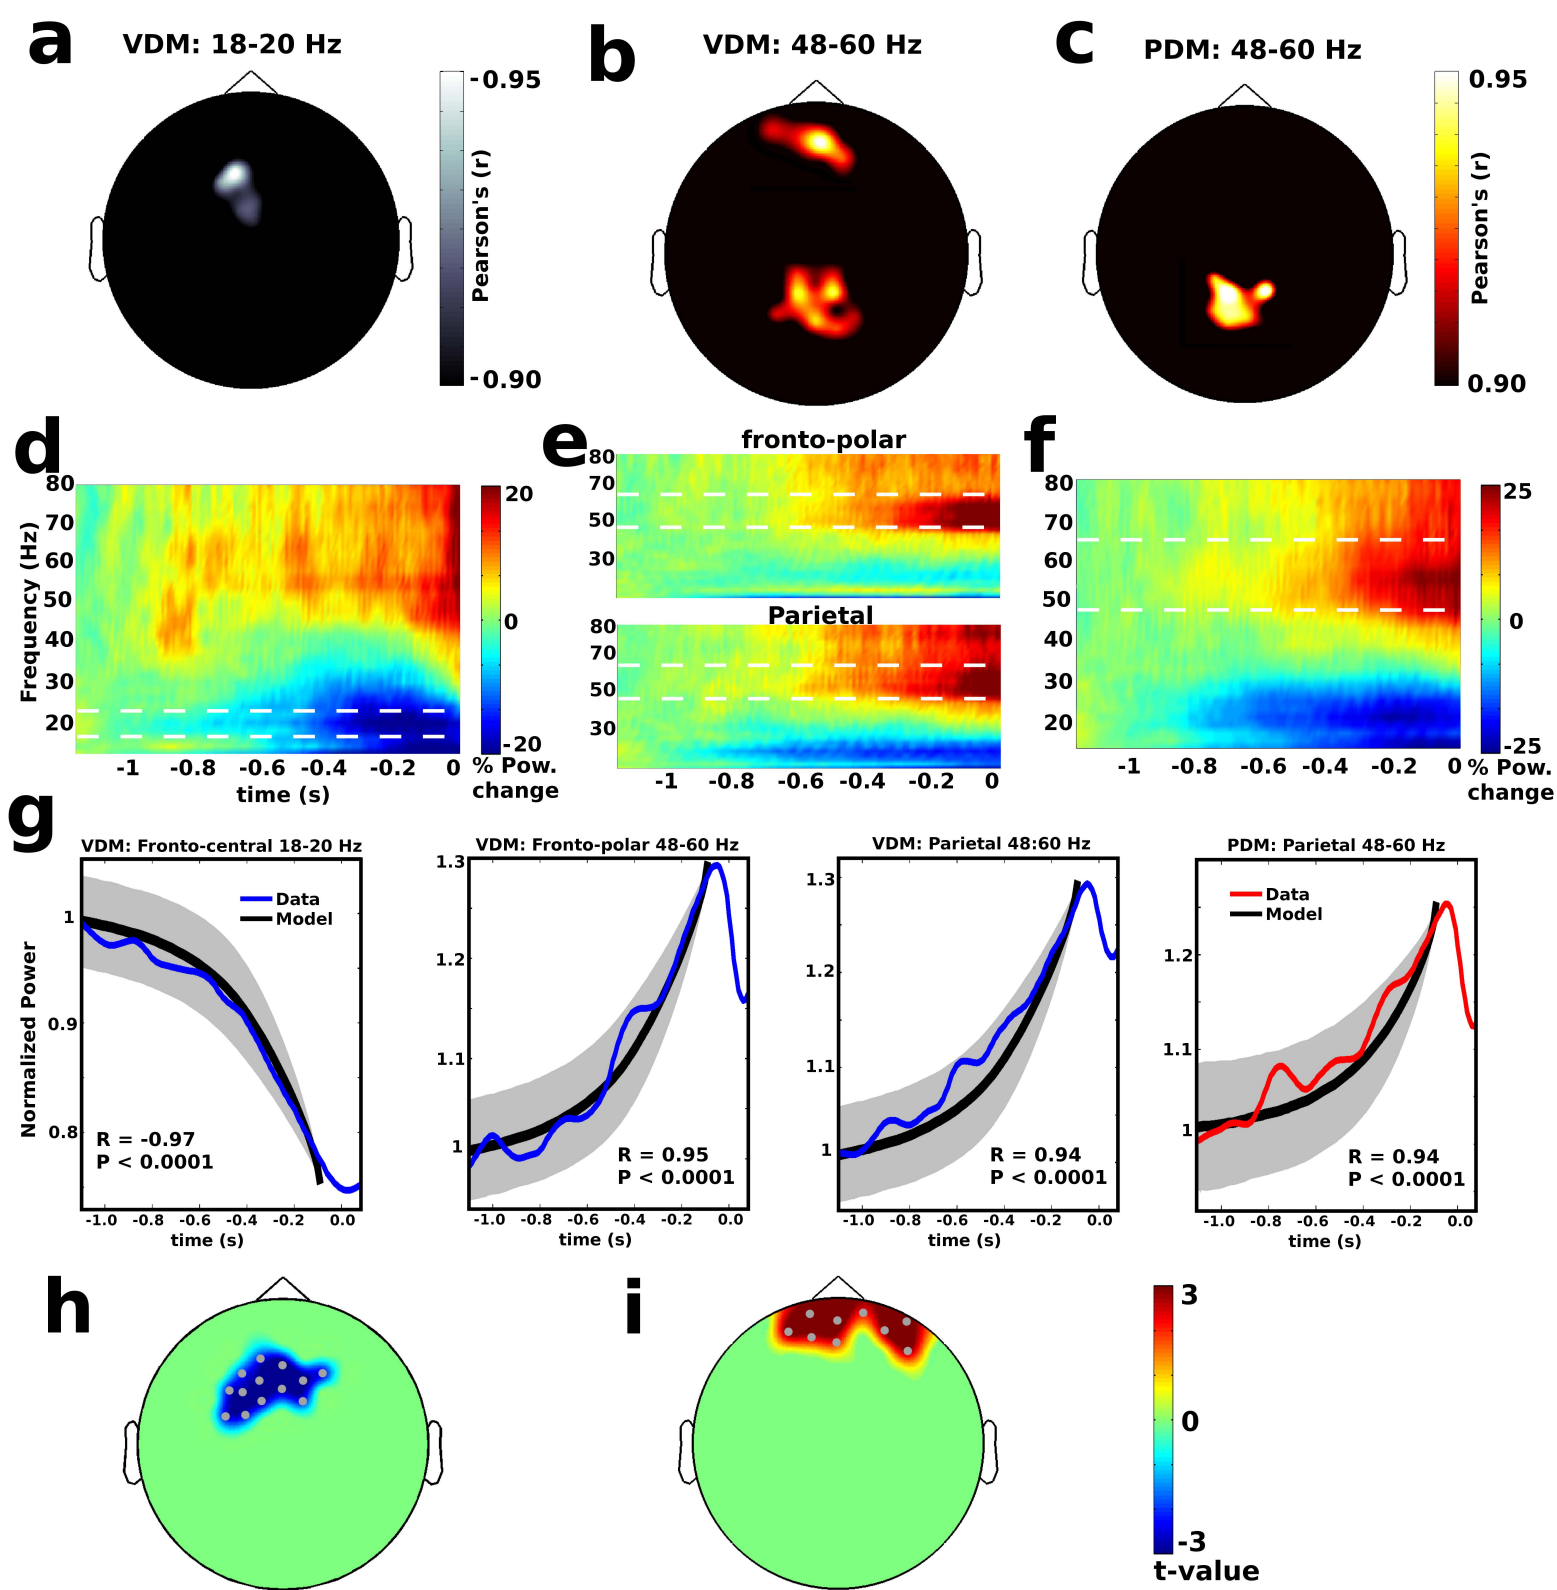 a
VDM: 18-20 Hz
-0.95
Pearson's (r)
-0.90
b
VDM: 48-60 Hz
c
PDM: 48-60 Hz
0.95
Pearson's (r)
0.90
d
80
70
60
50
40
30
20
Frequency (Hz)
-1 -0.8 -0.6 -0.4 -0.2 0
time (s)
20
0
-20
% Pow.
change
e
fronto-polar
80
70
50
30
Parietal
80
70
50
30
-1 -0.8 -0.6 -0.4 -0.2 0
f
80
70
60
50
40
30
20
-1 -0.8 -0.6 -0.4 -0.2 0
25
0
-25
% Pow.
change
g
VDM: Fronto-central 18-20 Hz
Data
Model
1
0.9
0.8
Normalized Power
R = -0.97
P < 0.0001
-1.0 -0.8 -0.6 -0.4 -0.2 0.0
time (s)
VDM: Fronto-polar 48-60 Hz
1.3
1.2
1.1
1
R = 0.95
P < 0.0001
-1.0 -0.8 -0.6 -0.4 -0.2 0.0
time (s)
VDM: Parietal 48:60 Hz
1.3
1.2
1.1
1
R = 0.94
P < 0.0001
-1.0 -0.8 -0.6 -0.4 -0.2 0.0
time (s)
PDM: Parietal 48-60 Hz
Data
Model
1.2
1.1
1
R = 0.94
P < 0.0001
-1.0 -0.8 -0.6 -0.4 -0.2 0.0
time (s)
h
i
3
0
-3
t-value